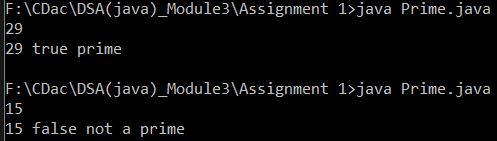 F:\CDac\DSA(java)_Module3\Assignment 1>java Prime.java
29
29 true prime
F:\CDac\DSA(java)_Module3\Assignment 1>java Prime.java
15
15 false not a prime